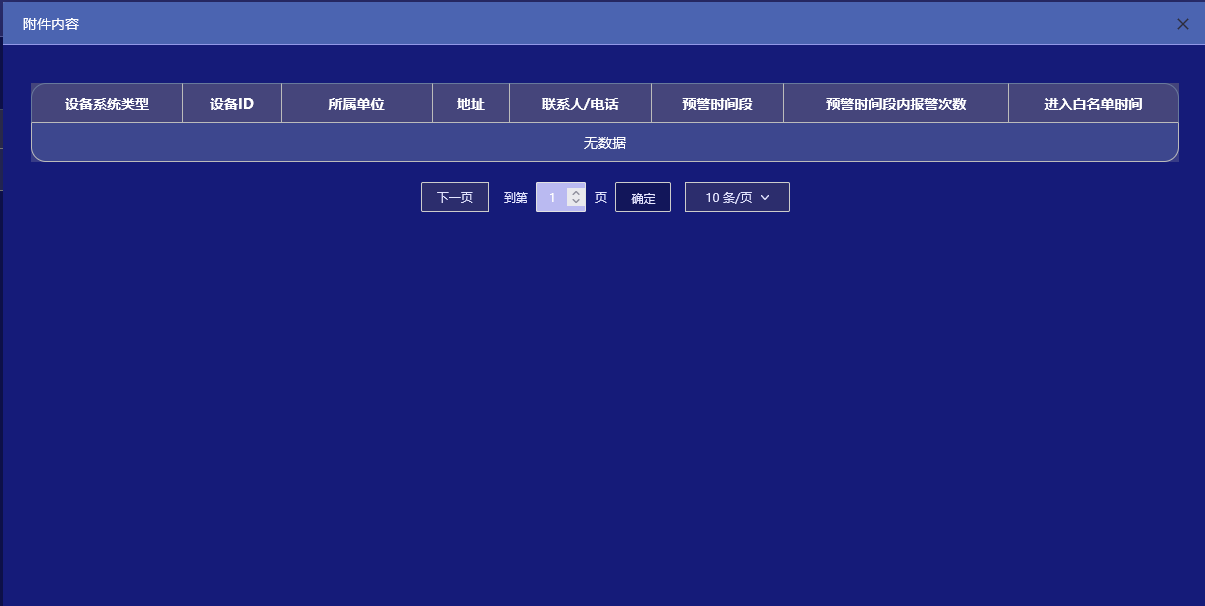 附件内容
设备系统类型 设备ID 所属单位 地址 联系人/电话 预警时间段 预警时间段内报警次数 进入白名单时间
无数据
下一页 到第 1 页 确定 10 条/页